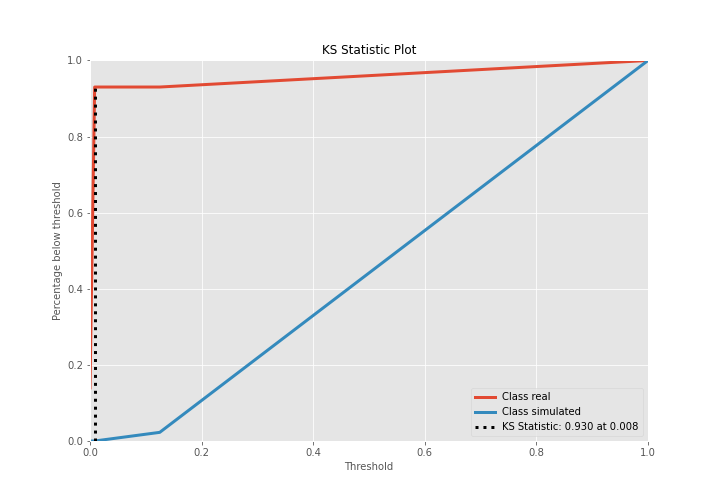 KS Statistic Plot
1.0
0.8
0.6
0.4
0.2
0.0
Percentage below threshold
Class real
Class simulated
KS Statistic: 0.930 at 0.008
0.0 0.2 0.4 0.6 0.8 1.0
Threshold